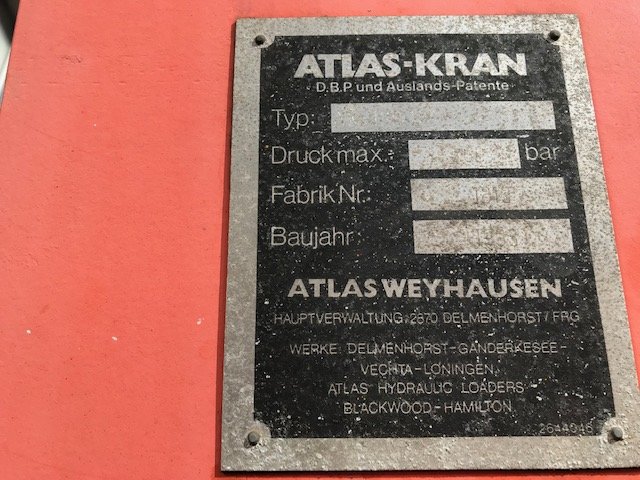 ATLAS-KRAN
D.B.P. und Auslands-Patente
Typ:
Druck max.: bar
Fabrik Nr.:
Baujahr:
ATLAS WEYHAUSEN
HAUPTVERWALTUNG: 2870 DELMENHORST / FRG
WERKE: DELMENHORST-GANDERKESEE-
VECHTA-LÖNINGEN,
ATLAS HYDRAULIC LOADERS-
BLACKWOOD-HAMILTON
2644046